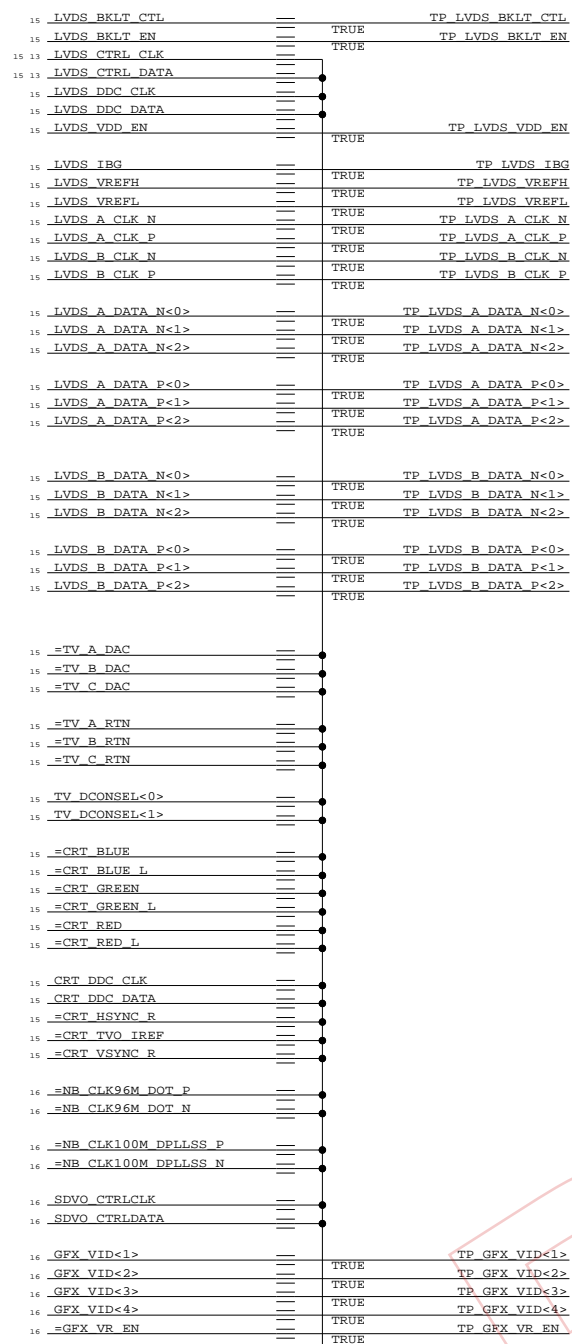 15 LVDS_BKLT_CTL TP_LVDS_BKLT_CTL
TRUE
15 LVDS_BKLT_EN TP_LVDS_BKLT_EN
TRUE
15 13 LVDS_CTRL_CLK
15 13 LVDS_CTRL_DATA
15 LVDS_DDC_CLK
15 LVDS_DDC_DATA
15 LVDS_VDD_EN TP_LVDS_VDD_EN
TRUE
15 LVDS_IBG TP_LVDS_IBG
TRUE
15 LVDS_VREFH TP_LVDS_VREFH
TRUE
15 LVDS_VREFL TP_LVDS_VREFL
TRUE
15 LVDS_A_CLK_N TP_LVDS_A_CLK_N
TRUE
15 LVDS_A_CLK_P TP_LVDS_A_CLK_P
TRUE
15 LVDS_B_CLK_N TP_LVDS_B_CLK_N
TRUE
15 LVDS_B_CLK_P TP_LVDS_B_CLK_P
TRUE
15 LVDS_A_DATA_N<0> TP_LVDS_A_DATA_N<0>
TRUE
15 LVDS_A_DATA_N<1> TP_LVDS_A_DATA_N<1>
TRUE
15 LVDS_A_DATA_N<2> TP_LVDS_A_DATA_N<2>
TRUE
15 LVDS_A_DATA_P<0> TP_LVDS_A_DATA_P<0>
TRUE
15 LVDS_A_DATA_P<1> TP_LVDS_A_DATA_P<1>
TRUE
15 LVDS_A_DATA_P<2> TP_LVDS_A_DATA_P<2>
TRUE
15 LVDS_B_DATA_N<0> TP_LVDS_B_DATA_N<0>
TRUE
15 LVDS_B_DATA_N<1> TP_LVDS_B_DATA_N<1>
TRUE
15 LVDS_B_DATA_N<2> TP_LVDS_B_DATA_N<2>
TRUE
15 LVDS_B_DATA_P<0> TP_LVDS_B_DATA_P<0>
TRUE
15 LVDS_B_DATA_P<1> TP_LVDS_B_DATA_P<1>
TRUE
15 LVDS_B_DATA_P<2> TP_LVDS_B_DATA_P<2>
TRUE
15 =TV_A_DAC
15 =TV_B_DAC
15 =TV_C_DAC
15 =TV_A_RTN
15 =TV_B_RTN
15 =TV_C_RTN
15 TV_DCONSEL<0>
15 TV_DCONSEL<1>
15 =CRT_BLUE
15 =CRT_BLUE_L
15 =CRT_GREEN
15 =CRT_GREEN_L
15 =CRT_RED
15 =CRT_RED_L
15 CRT_DDC_CLK
15 CRT_DDC_DATA
15 =CRT_HSYNC_R
15 =CRT_TVO_IREF
15 =CRT_VSYNC_R
16 =NB_CLK96M_DOT_P
16 =NB_CLK96M_DOT_N
16 =NB_CLK100M_DPLLSS_P
16 =NB_CLK100M_DPLLSS_N
16 SDVO_CTRLCLK
16 SDVO_CTRLDATA
16 GFX_VID<1> TP_GFX_VID<1>
TRUE
16 GFX_VID<2> TP_GFX_VID<2>
TRUE
16 GFX_VID<3> TP_GFX_VID<3>
TRUE
16 GFX_VID<4> TP_GFX_VID<4>
TRUE
16 =GFX_VR_EN TP_GFX_VR_EN
TRUE